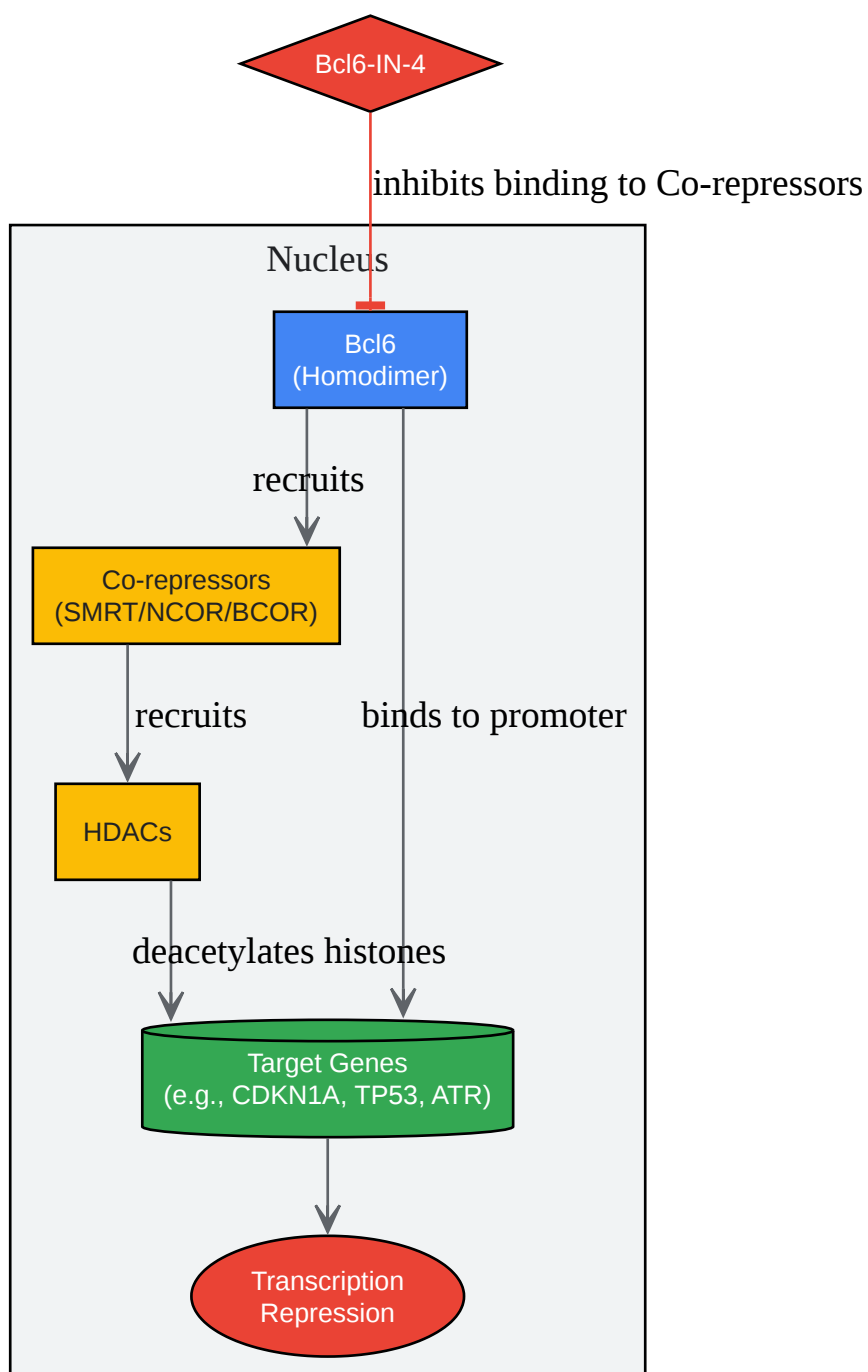 Bcl6-IN-4
inhibits binding to Co-repressors
Nucleus
Bcl6
(Homodimer)
recruits
Co-repressors
(SMRT/NCOR/BCOR)
recruits
binds to promoter
HDACs
deacetylates histones
Target Genes
(e.g., CDKN1A, TP53, ATR)
Transcription
Repression